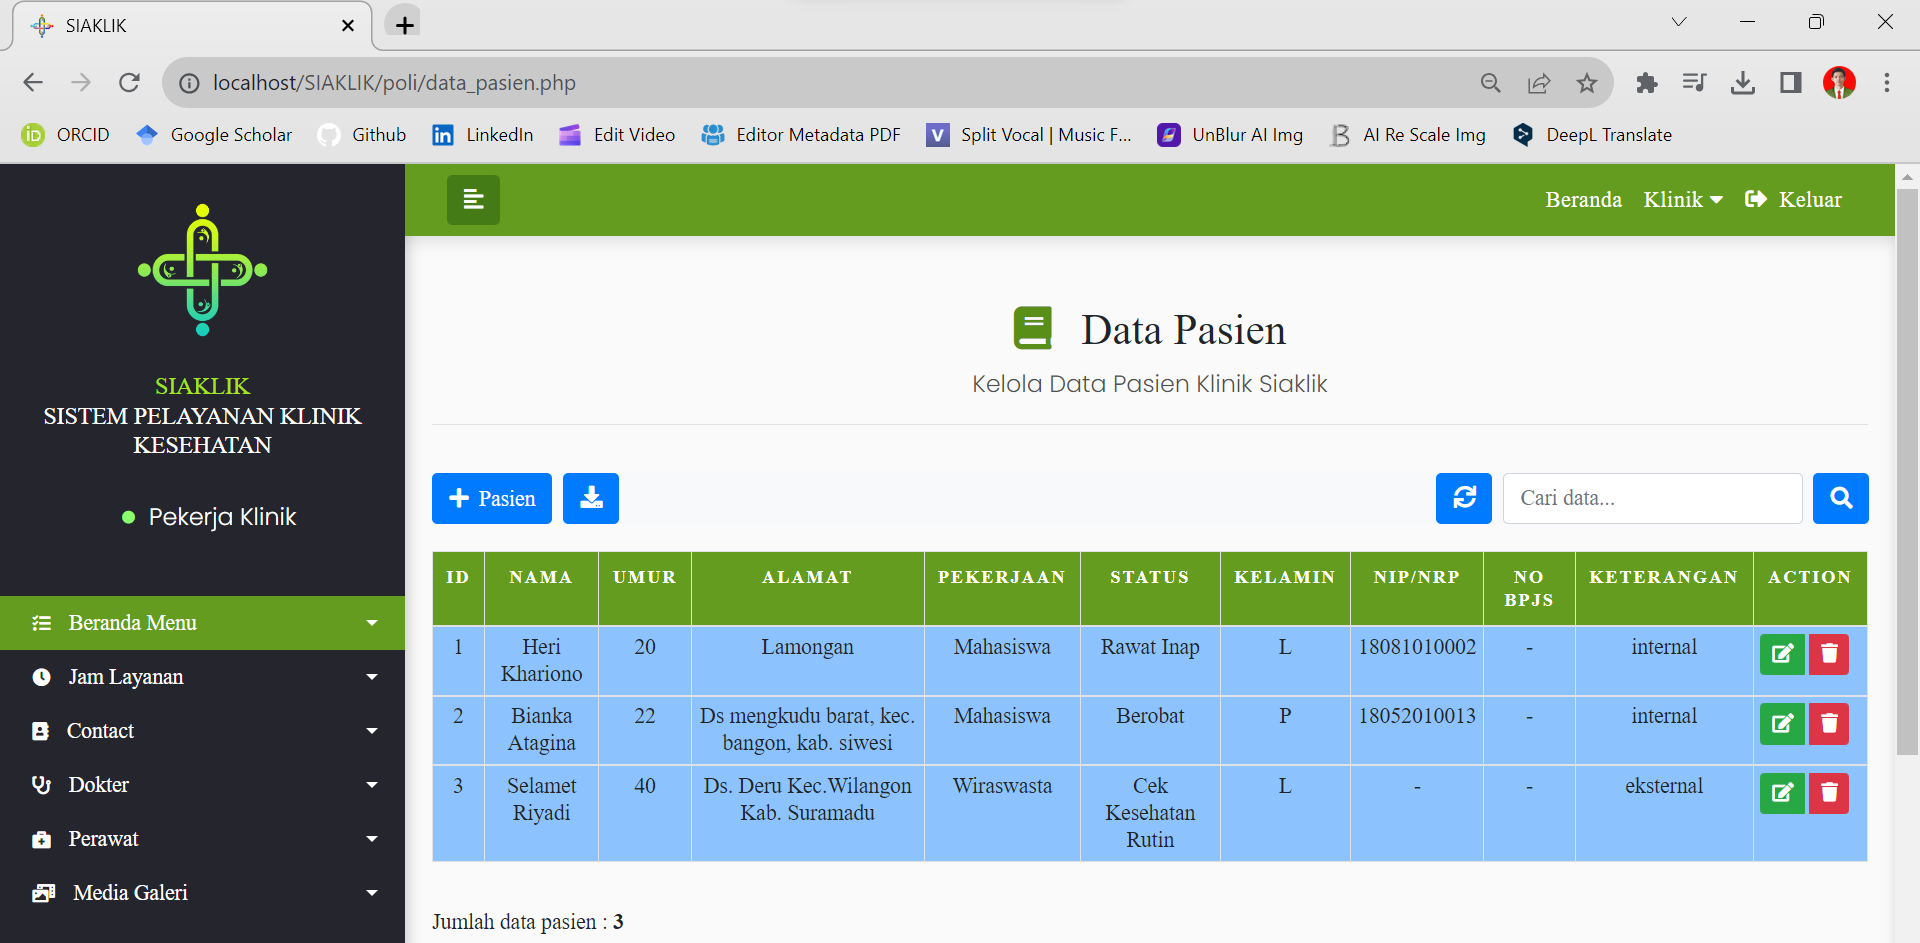 SIAKLIK
localhost/SIAKLIK/poli/data_pasien.php
ORCID Google Scholar Github LinkedIn Edit Video Editor Metadata PDF Split Vocal | Music F... UnBlur AI Img AI Re Scale Img DeepL Translate
Beranda Klinik Keluar
SIAKLIK
SISTEM PELAYANAN KLINIK
KESEHATAN
Pekerja Klinik
Beranda Menu
Jam Layanan
Contact
Dokter
Perawat
Media Galeri
Data Pasien
Kelola Data Pasien Klinik Siaklik
Pasien Cari data...
ID NAMA UMUR ALAMAT PEKERJAAN STATUS KELAMIN NIP/NRP NO BPJS KETERANGAN ACTION
1 Heri Khariono 20 Lamongan Mahasiswa Rawat Inap L 18081010002 - internal
2 Bianka Atagina 22 Ds mengkudu barat, kec. bangon, kab. siwesi Mahasiswa Berobat P 18052010013 - internal
3 Selamet Riyadi 40 Ds. Deru Kec.Wilangon Kab. Suramadu Wiraswasta Cek Kesehatan Rutin L - - eksternal
Jumlah data pasien : 3